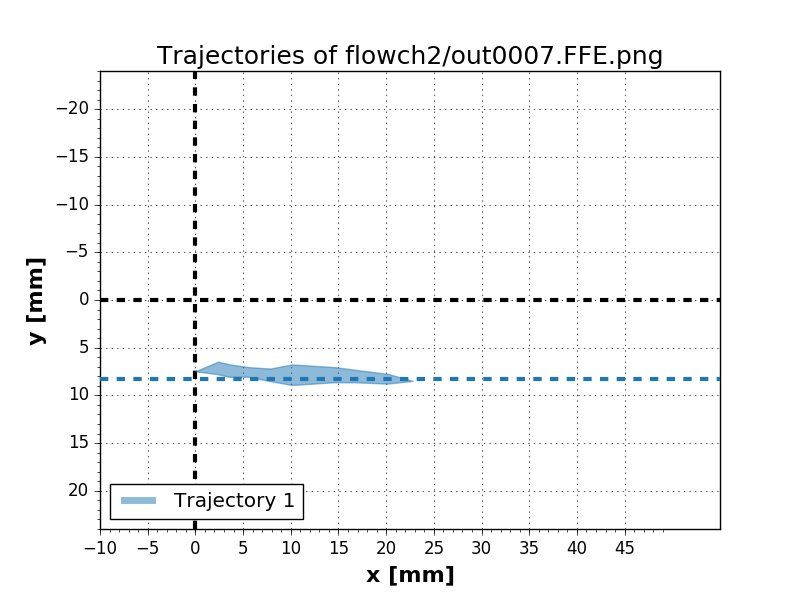 Trajectories of flowch2/out0007.FFE.png
y [mm]
−20
−15
−10
−5
0
5
10
15
20
Trajectory 1
−10 −5 0 5 10 15 20 25 30 35 40 45
x [mm]